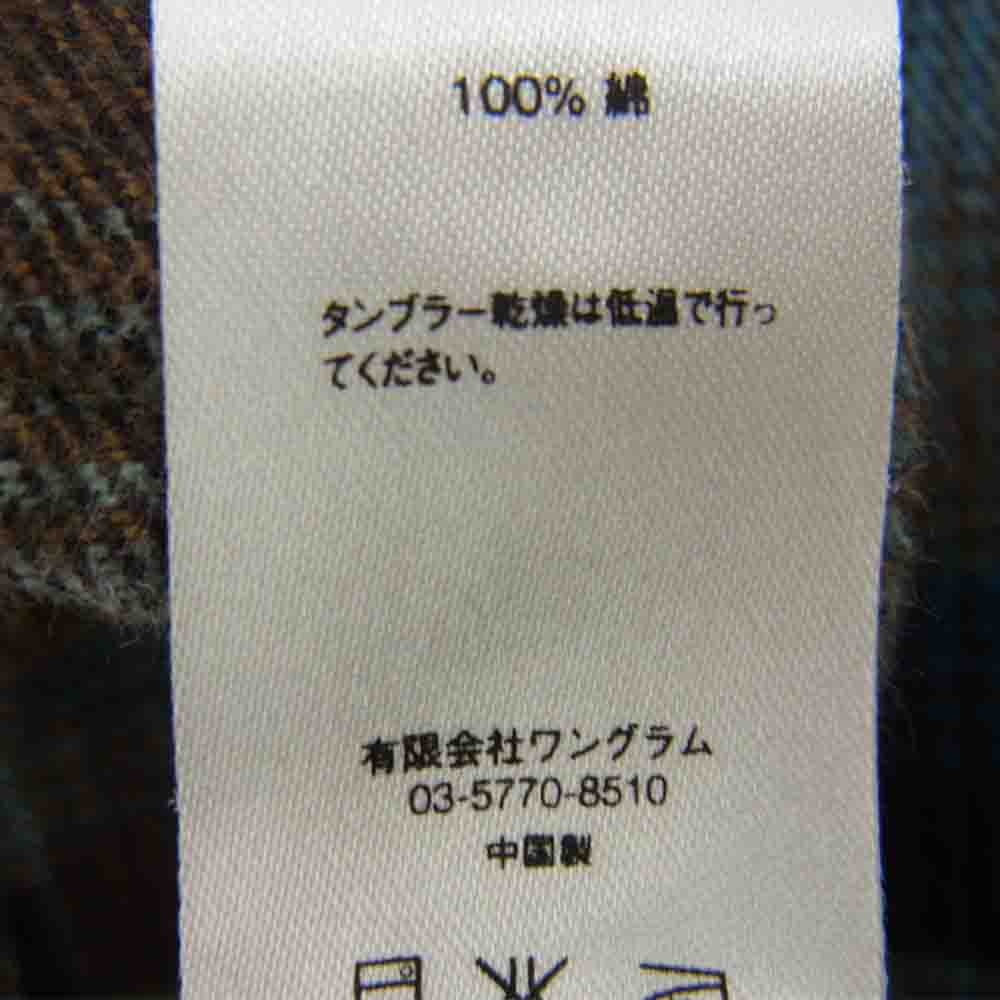 100% 綿
タンブラー乾燥は低温で行っ
てください。
有限会社ワングラム
03-5770-8510
中国製